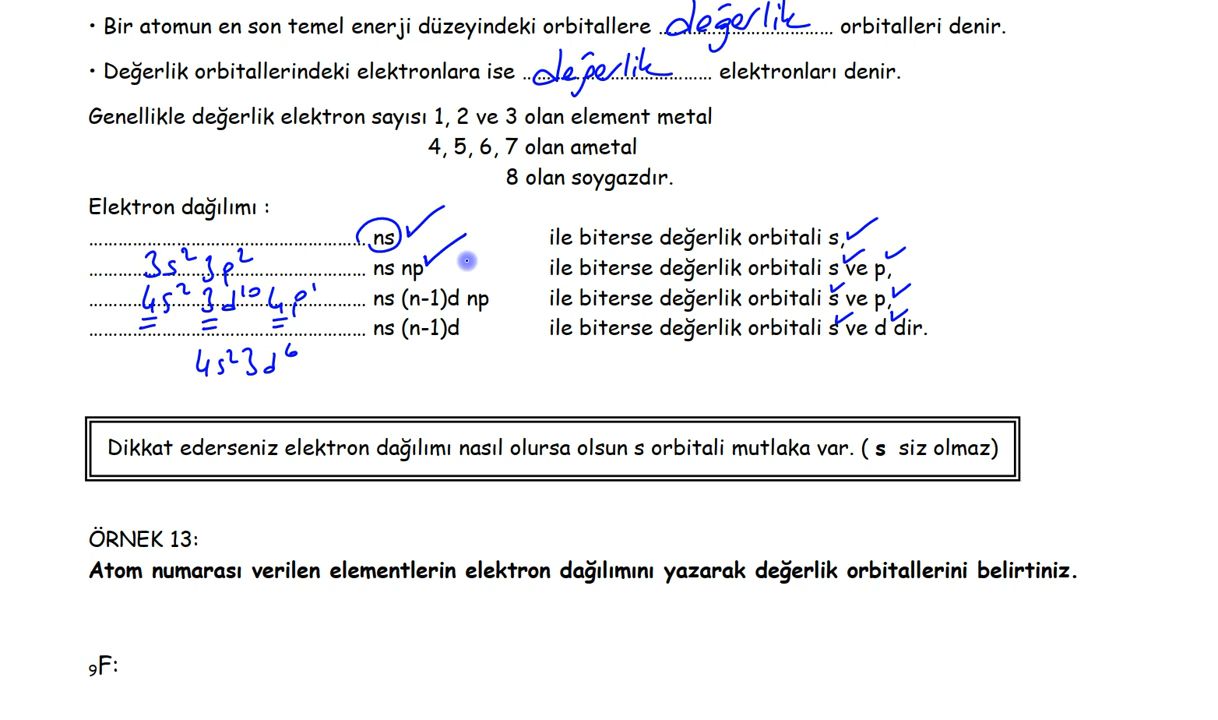 • Bir atomun en son temel enerji düzeyindeki orbitallere ..değerlik.. orbitalleri denir.
• Değerlik orbitallerindeki elektronlara ise ..değerlik.. elektronları denir.
Genellikle değerlik elektron sayısı 1, 2 ve 3 olan element metal
4, 5, 6, 7 olan ametal
8 olan soygazdır.
Elektron dağılımı :
.............................................. ns ile biterse değerlik orbitali s,
3s² 3p² ns np ile biterse değerlik orbitali s ve p,
4s² 3d¹⁰ 4p¹ ns (n-1)d np ile biterse değerlik orbitali s ve p,
.............................................. ns (n-1)d ile biterse değerlik orbitali s ve d dir.
4s²3d⁶
Dikkat ederseniz elektron dağılımı nasıl olursa olsun s orbitali mutlaka var. ( s siz olmaz)
ÖRNEK 13:
Atom numarası verilen elementlerin elektron dağılımını yazarak değerlik orbitallerini belirtiniz.
₉F: